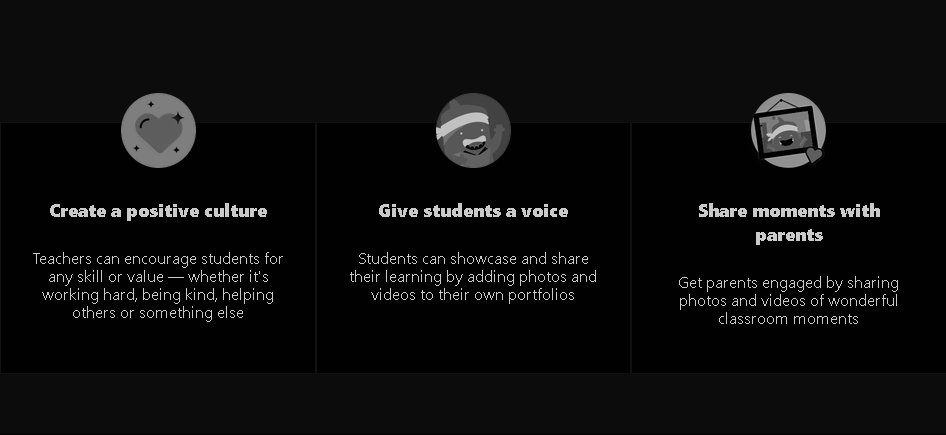 Create a positive culture
Teachers can encourage students for
any skill or value — whether it's
working hard, being kind, helping
others or something else
Give students a voice
Students can showcase and share
their learning by adding photos and
videos to their own portfolios
Share moments with
parents
Get parents engaged by sharing
photos and videos of wonderful
classroom moments